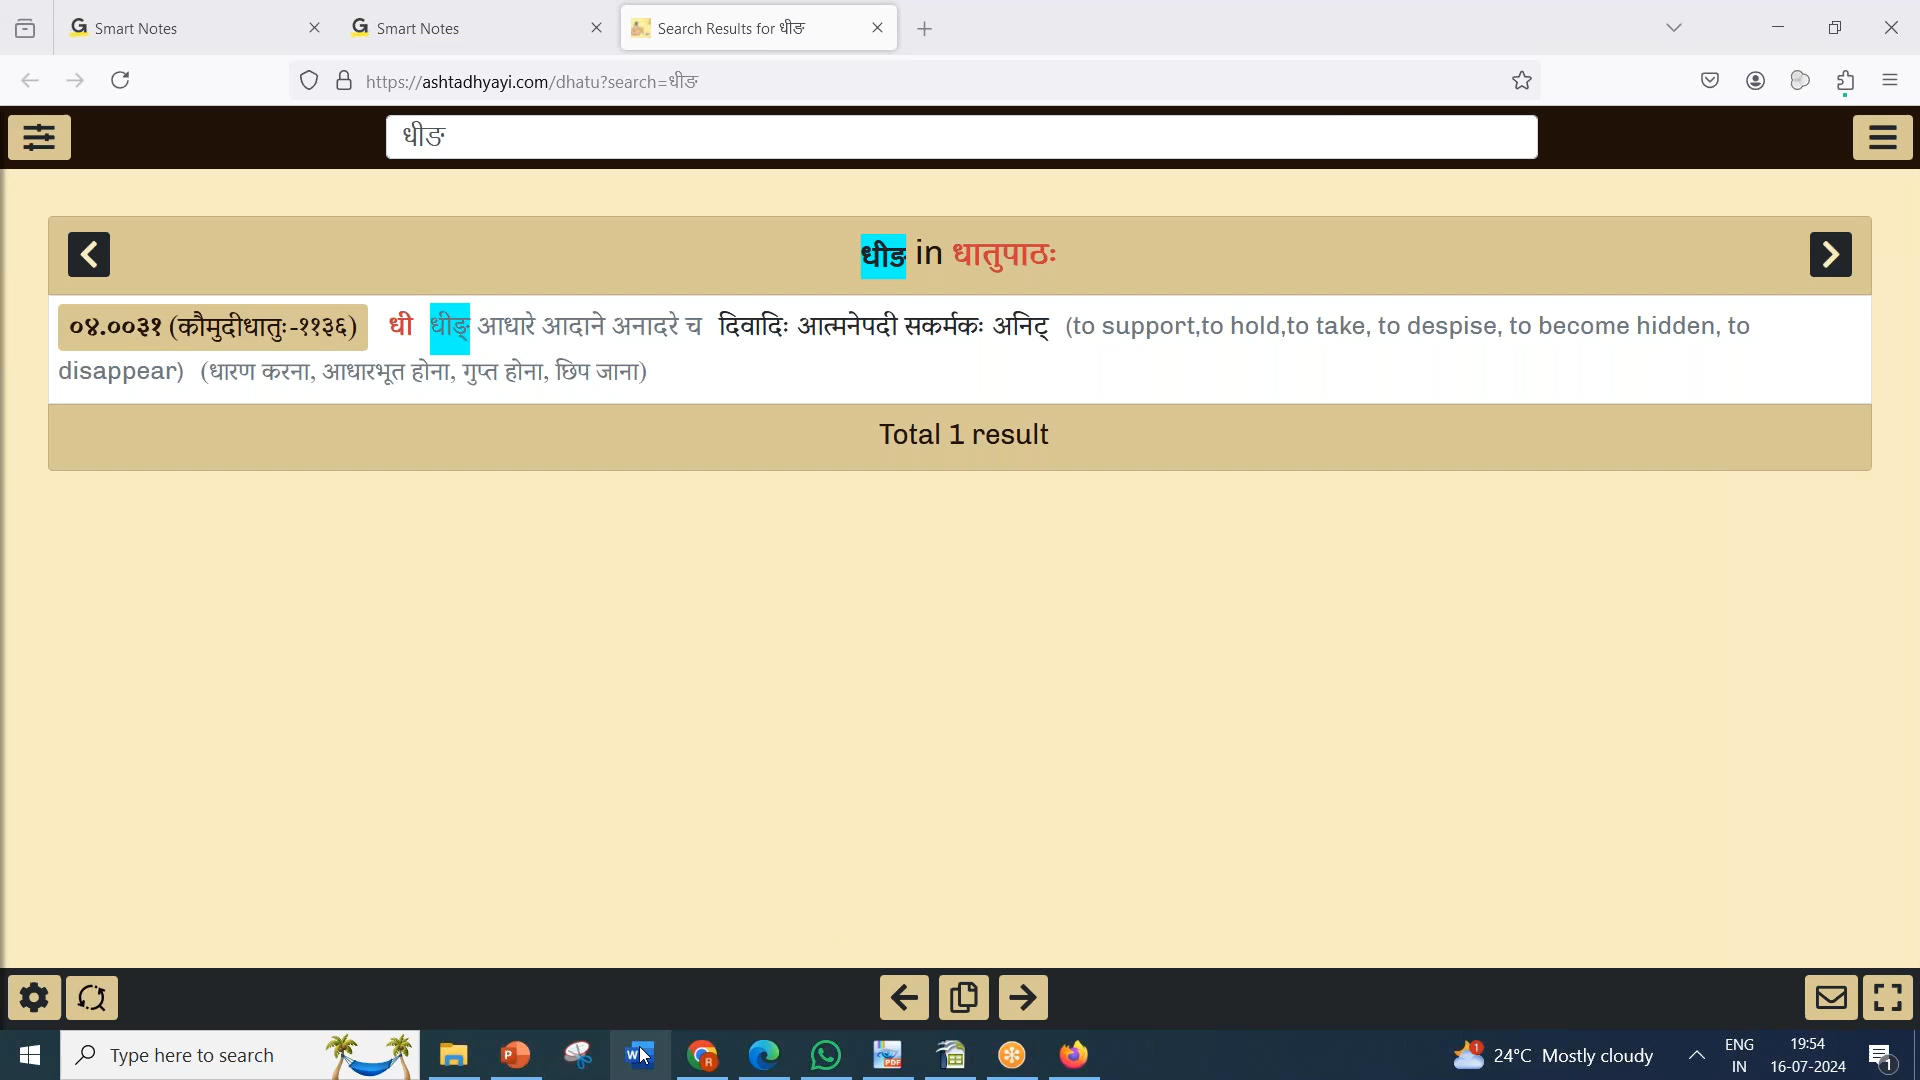 Smart Notes
Smart Notes
Search Results for धीङ
https://ashtadhyayi.com/dhatu?search=धीङ
धीङ
धीङ in धातुपाठः
०४.००३१ (कौमुदीधातुः-११३६) धी धीङ् आधारे आदाने अनादरे च दिवादिः आत्मनेपदी सकर्मकः अनिट् (to support,to hold,to take, to despise, to become hidden, to
disappear) (धारण करना, आधारभूत होना, गुप्त होना, छिप जाना)
Total 1 result
Type here to search
24°C Mostly cloudy
ENG
IN
19:54
16-07-2024
1